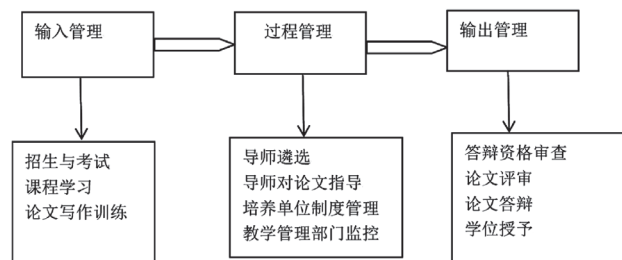 输入管理
过程管理
输出管理
招生与考试
课程学习
论文写作训练
导师遴选
导师对论文指导
培养单位制度管理
教学管理部门监控
答辩资格审查
论文评审
论文答辩
学位授予